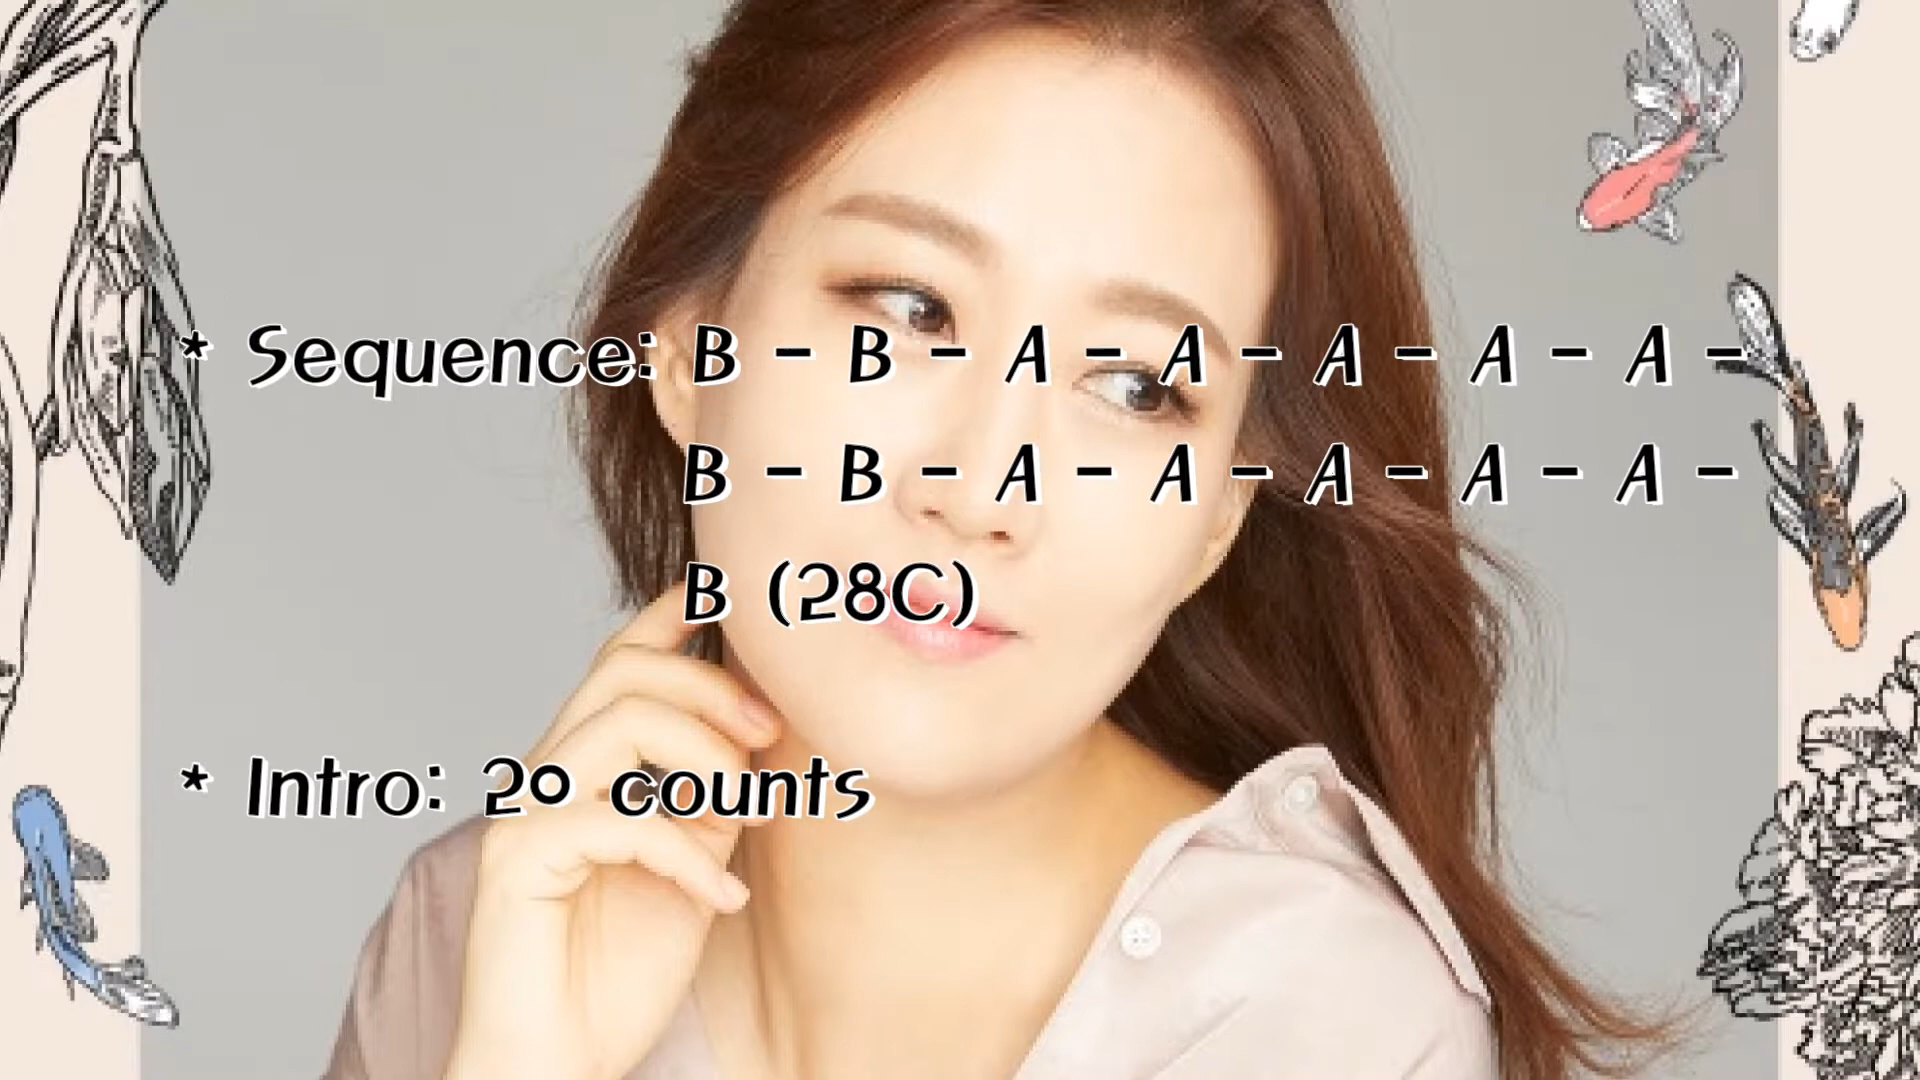 * Sequence: B - B - A - A - A - A - A -
B - B - A - A - A - A - A -
B (28C)
* Intro: 20 counts